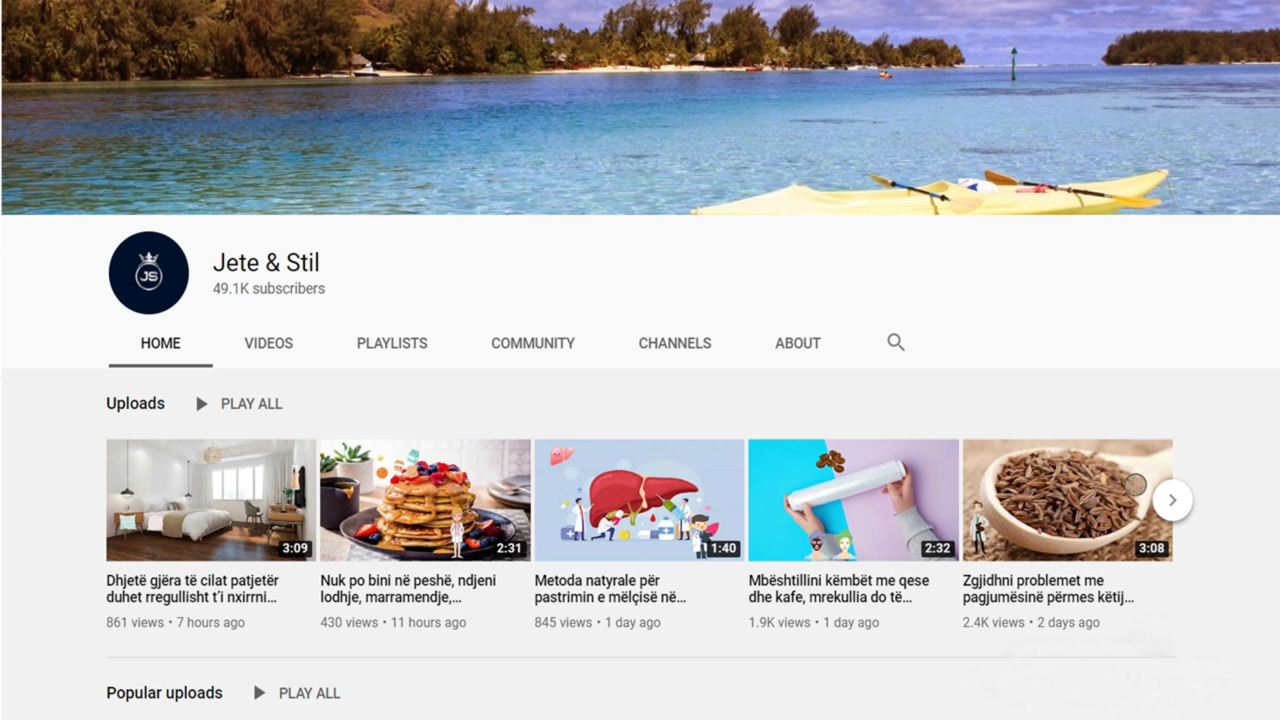 JS
Jete & Stil
49.1K subscribers
HOME VIDEOS PLAYLISTS COMMUNITY CHANNELS ABOUT
Uploads PLAY ALL
3:09 2:31 1:40 2:32 3:08
Dhjetë gjëra të cilat patjetër
duhet rregullisht t'i nxirrni...
861 views • 7 hours ago
Nuk po bini në peshë, ndjeni
lodhje, marramendje,...
430 views • 11 hours ago
Metoda natyrale për
pastrimin e mëlçisë në...
845 views • 1 day ago
Mbështillini këmbët me qese
dhe kafe, mrekullia do të...
1.9K views • 1 day ago
Zgjidhni problemet me
pagjumësinë përmes këtij...
2.4K views • 2 days ago
Popular uploads PLAY ALL